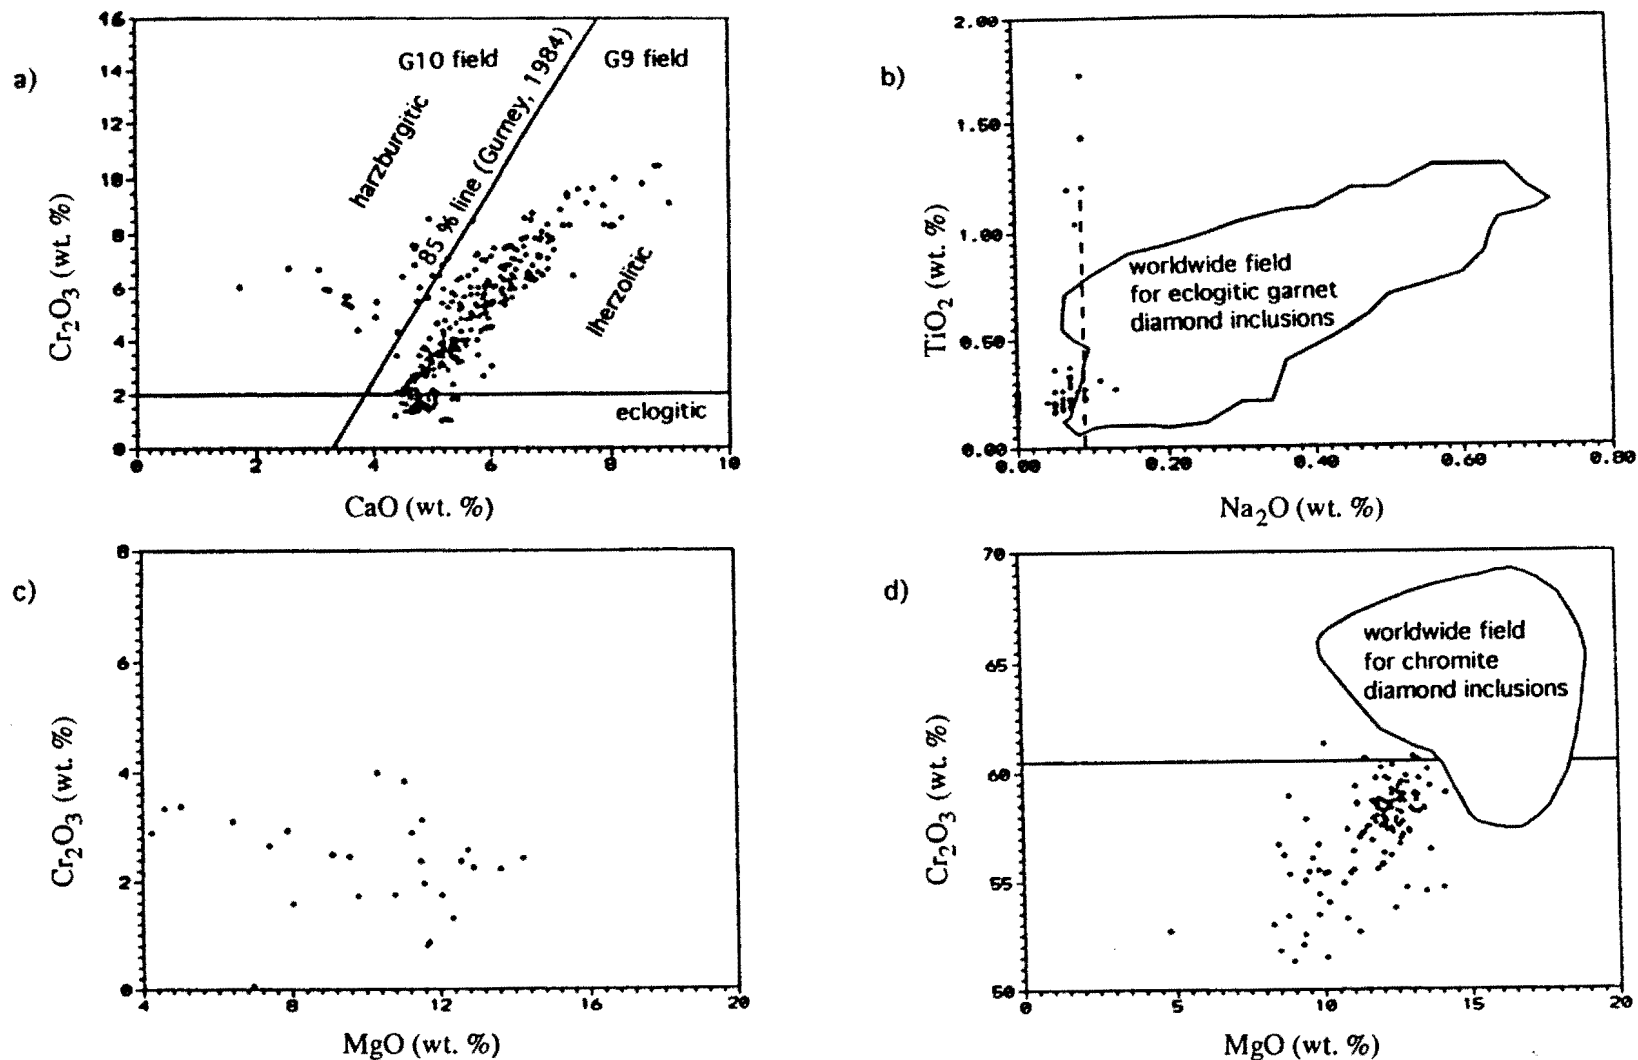 a)
16
14
12
10
8
6
4
2
0
0 2 4 6 8 10
G10 field
G9 field
harzburgitic
85 % line (Gurney, 1984)
lherzolitic
eclogitic
Cr2O3 (wt. %)
CaO (wt. %)
b)
2.00
1.50
1.00
0.50
0.00
0.00 0.20 0.40 0.60 0.80
worldwide field
for eclogitic garnet
diamond inclusions
TiO2 (wt. %)
Na2O (wt. %)
c)
8
6
4
2
0
4 8 12 16 20
Cr2O3 (wt. %)
MgO (wt. %)
d)
70
65
60
55
50
0 5 10 15 20
worldwide field
for chromite
diamond inclusions
Cr2O3 (wt. %)
MgO (wt. %)